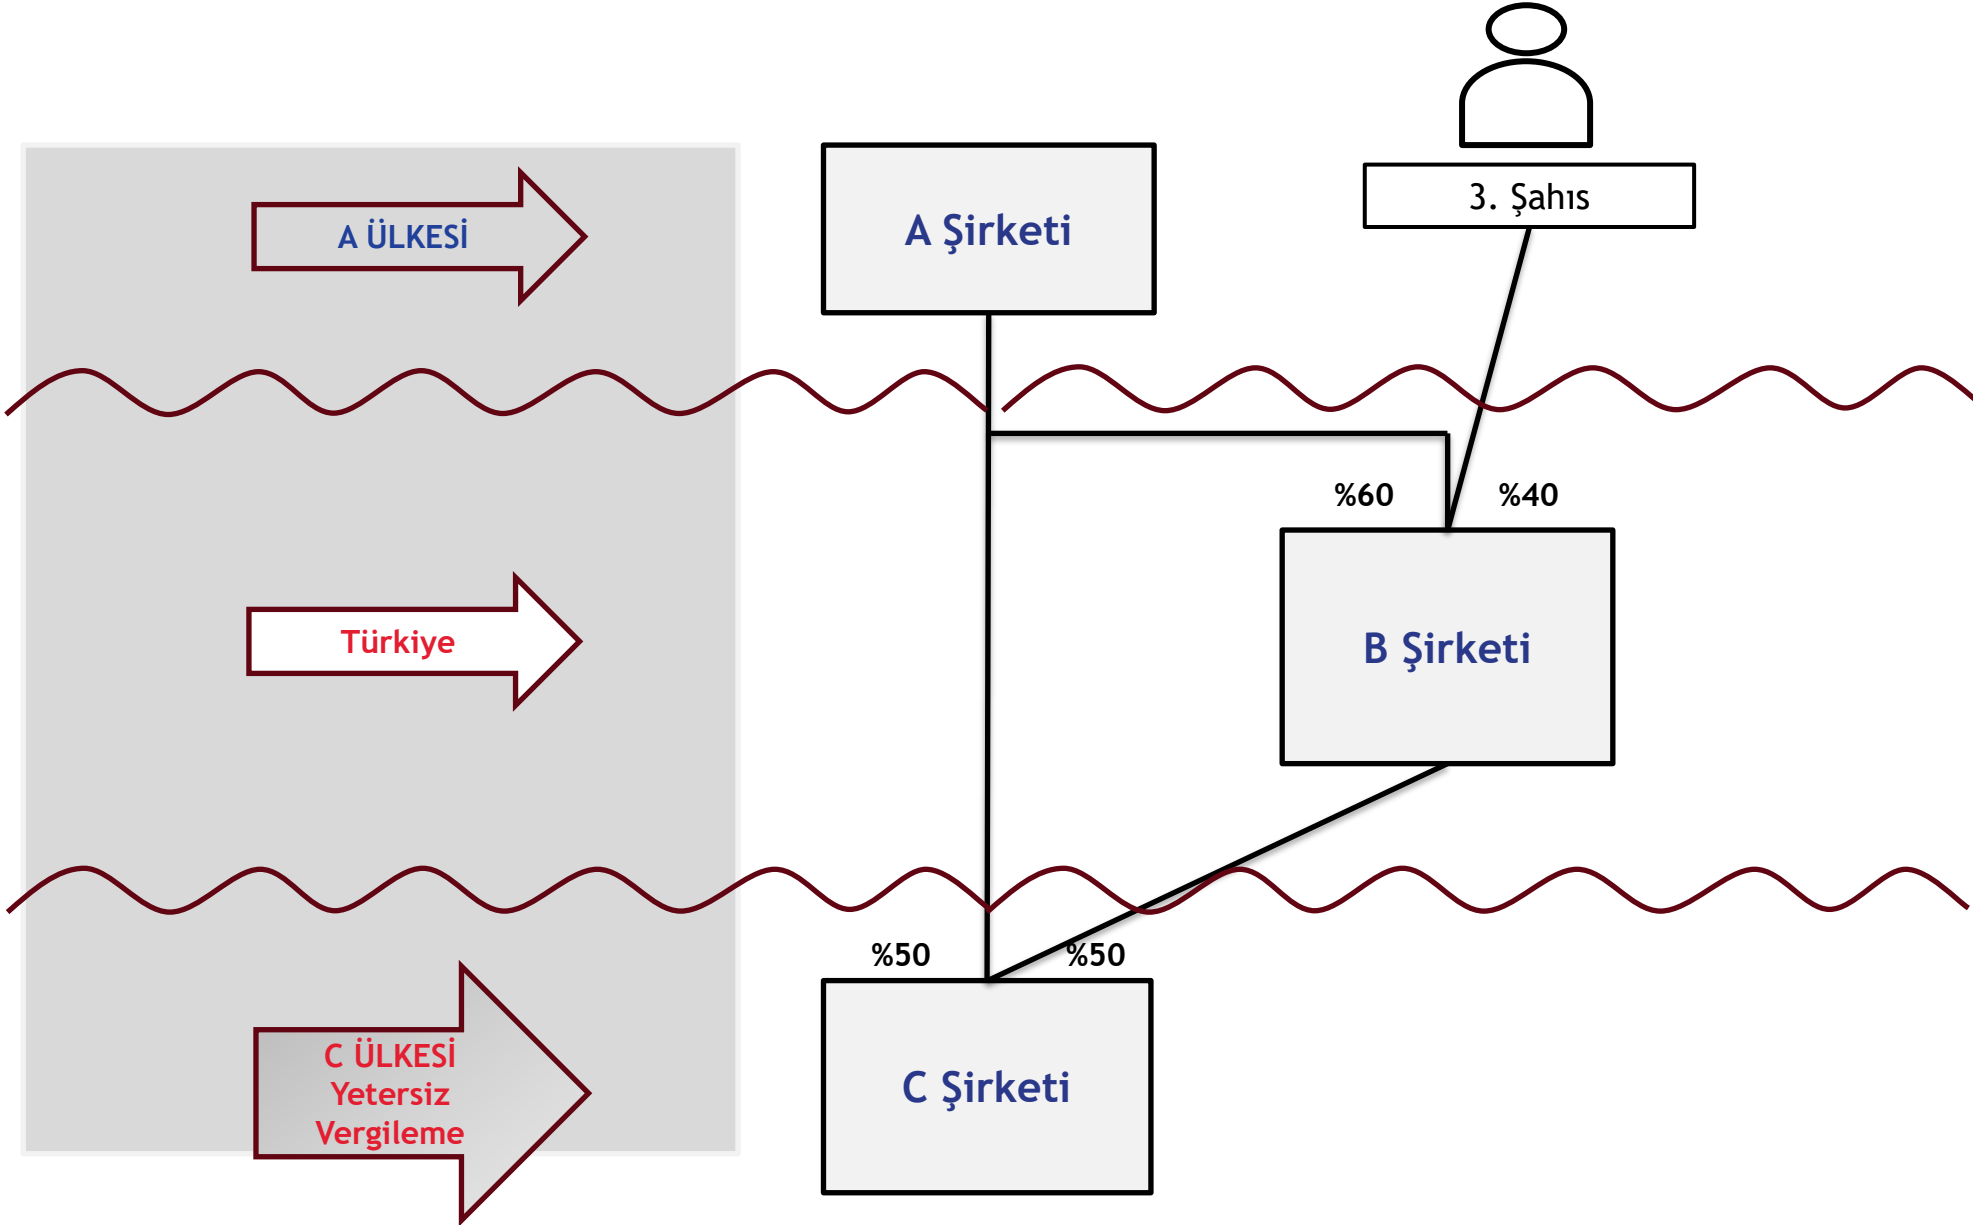 3. Şahıs
A ÜLKESİ
A Şirketi
%60
%40
Türkiye
B Şirketi
%50
%50
C ÜLKESİ
Yetersiz
Vergileme
C Şirketi